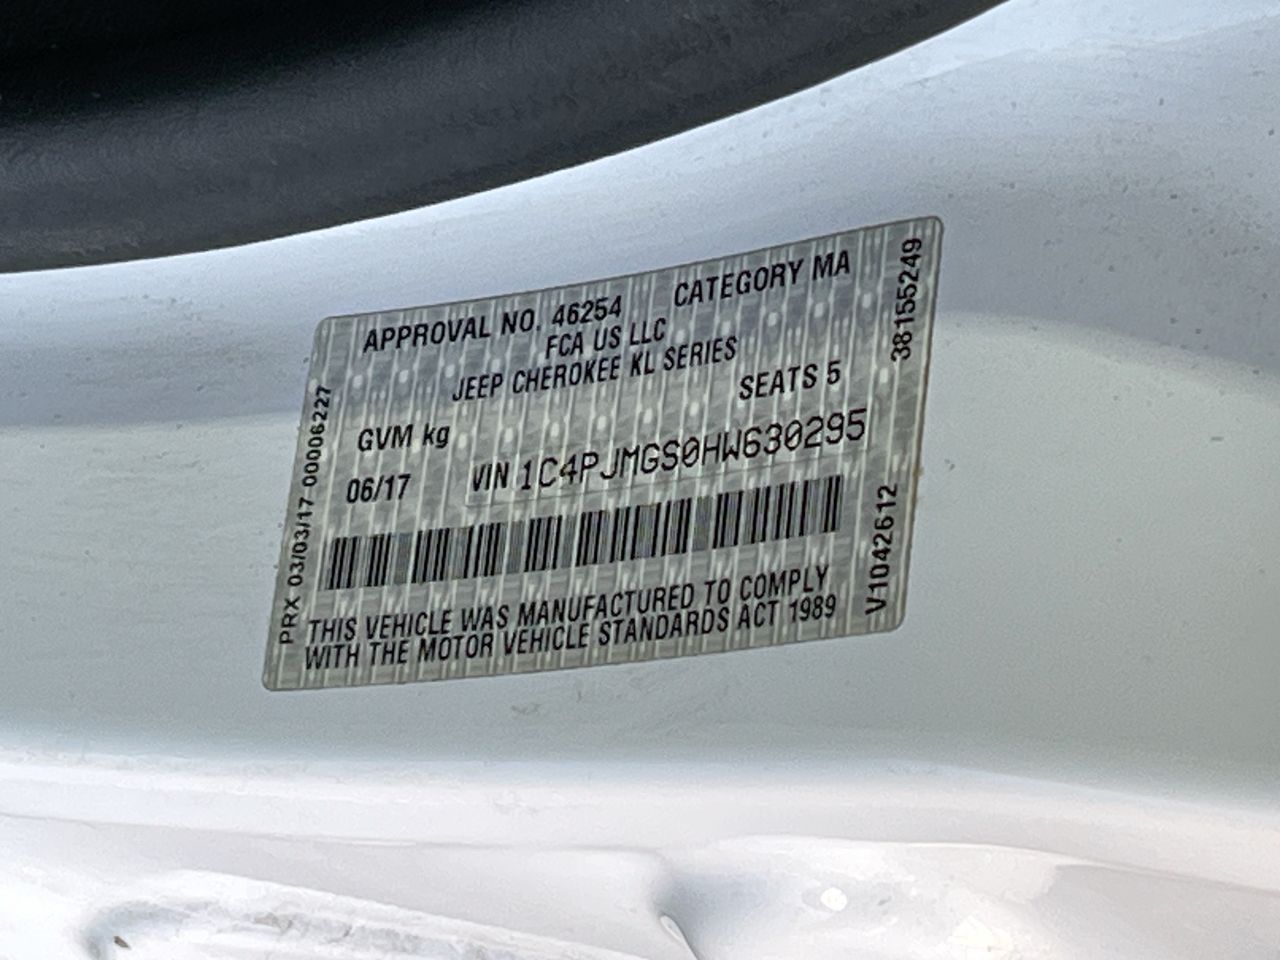 APPROVAL NO. 46254 CATEGORY MA
FCA US LLC
JEEP CHEROKEE KL SERIES
GVM kg SEATS 5
06/17 VIN 1C4PJMGS0HW630295
THIS VEHICLE WAS MANUFACTURED TO COMPLY
WITH THE MOTOR VEHICLE STANDARDS ACT 1989
PRX 03/03/17 00006227
38155249
V1042612